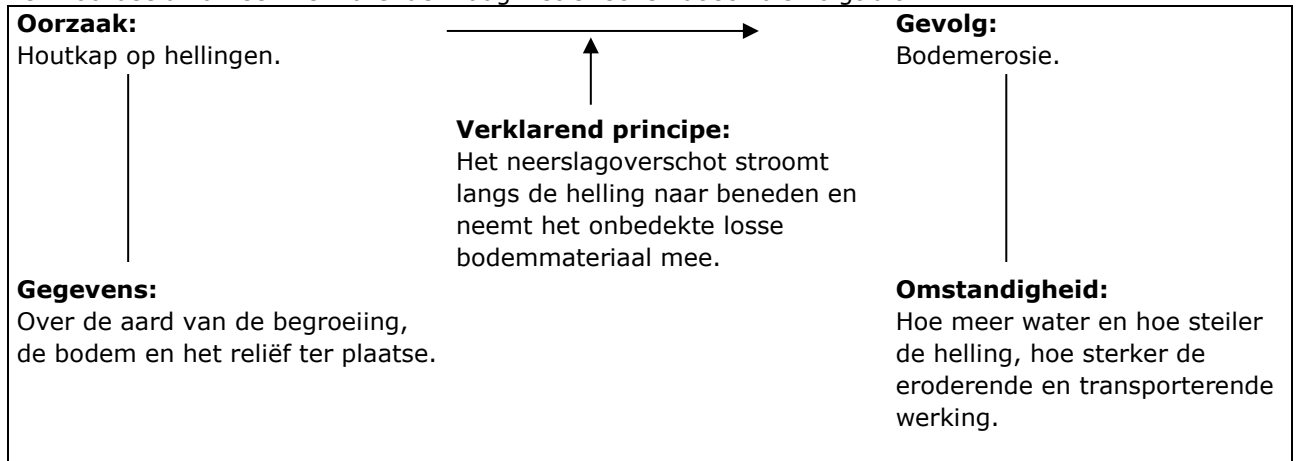 Oorzaak:
Houtkap op hellingen.
Gevolg:
Bodemerosie.
Verklarend principe:
Het neerslagoverschot stroomt
langs de helling naar beneden en
neemt het onbedekte losse
bodemmateriaal mee.
Gegevens:
Over de aard van de begroeiing,
de bodem en het reliëf ter plaatse.
Omstandigheid:
Hoe meer water en hoe steiler
de helling, hoe sterker de
eroderende en transporterende
werking.